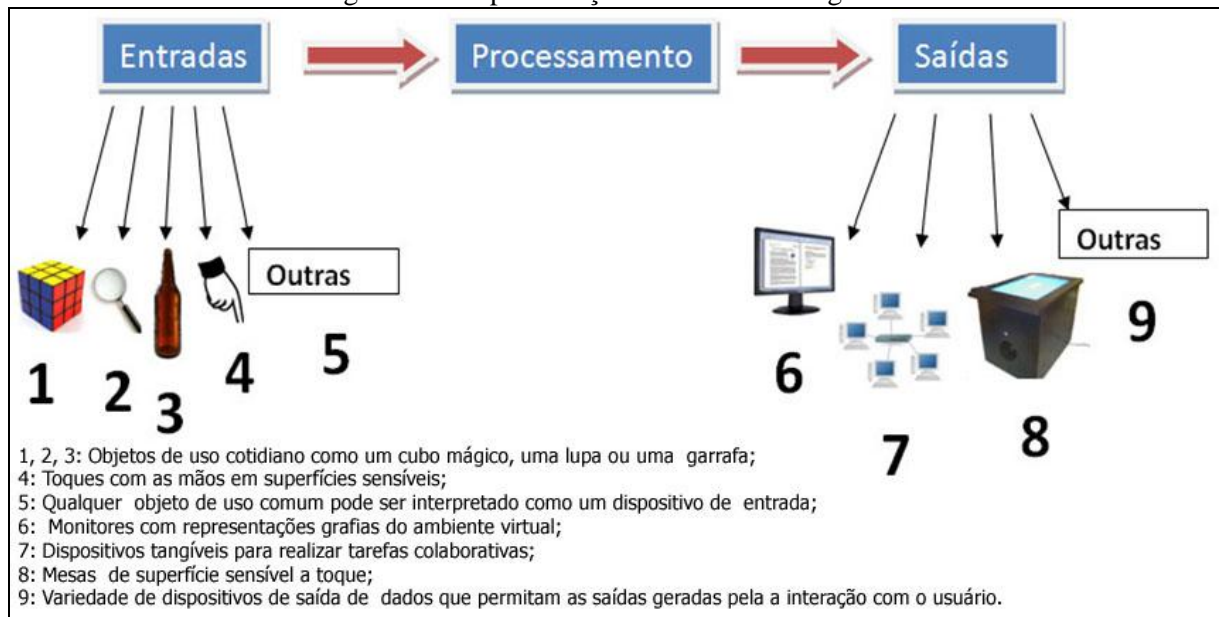 Entradas
Processamento
Saídas
Outras
Outras
1
2
3
4
5
6
7
8
9
1, 2, 3: Objetos de uso cotidiano como um cubo mágico, uma lupa ou uma garrafa;
4: Toques com as mãos em superfícies sensíveis;
5: Qualquer objeto de uso comum pode ser interpretado como um dispositivo de entrada;
6: Monitores com representações grafias do ambiente virtual;
7: Dispositivos tangíveis para realizar tarefas colaborativas;
8: Mesas de superfície sensível a toque;
9: Variedade de dispositivos de saída de dados que permitam as saídas geradas pela a interação com o usuário.